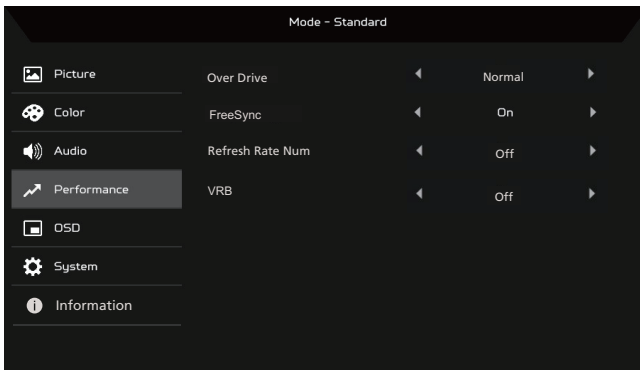 Mode - Standard
Picture
Over Drive Normal
Color
FreeSync On
Audio
Refresh Rate Num Off
Performance
VRB Off
OSD
System
Information